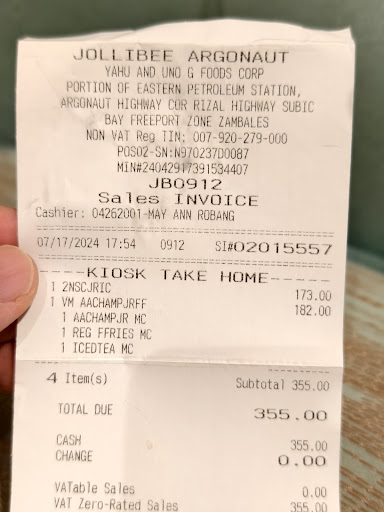 JOLLIBEE ARGONAUT
YAHU AND UNO G FOODS CORP
PORTION OF EASTERN PETROLEUM STATION,
ARGONAUT HIGHWAY COR RIZAL HIGHWAY SUBIC
BAY FREEPORT ZONE ZAMBALES
NON VAT Reg TIN: 007-920-279-000
POS02-SN:N970237D0087
MIN#24042917391534407
JB0912
Sales INVOICE
Cashier: 04262001-MAY ANN ROBANG
07/17/2024 17:54 0912 SI#02015557
----KIOSK TAKE HOME-----
1 2NSCJRIC 173.00
1 VM AACHAMPJRFF 182.00
1 AACHAMPJR MC
1 REG FFRIES MC
1 ICEDTEA MC
4 Item(s) Subtotal 355.00
TOTAL DUE 355.00
CASH 355.00
CHANGE 0.00
VATable Sales 0.00
VAT Zero-Rated Sales 355.00